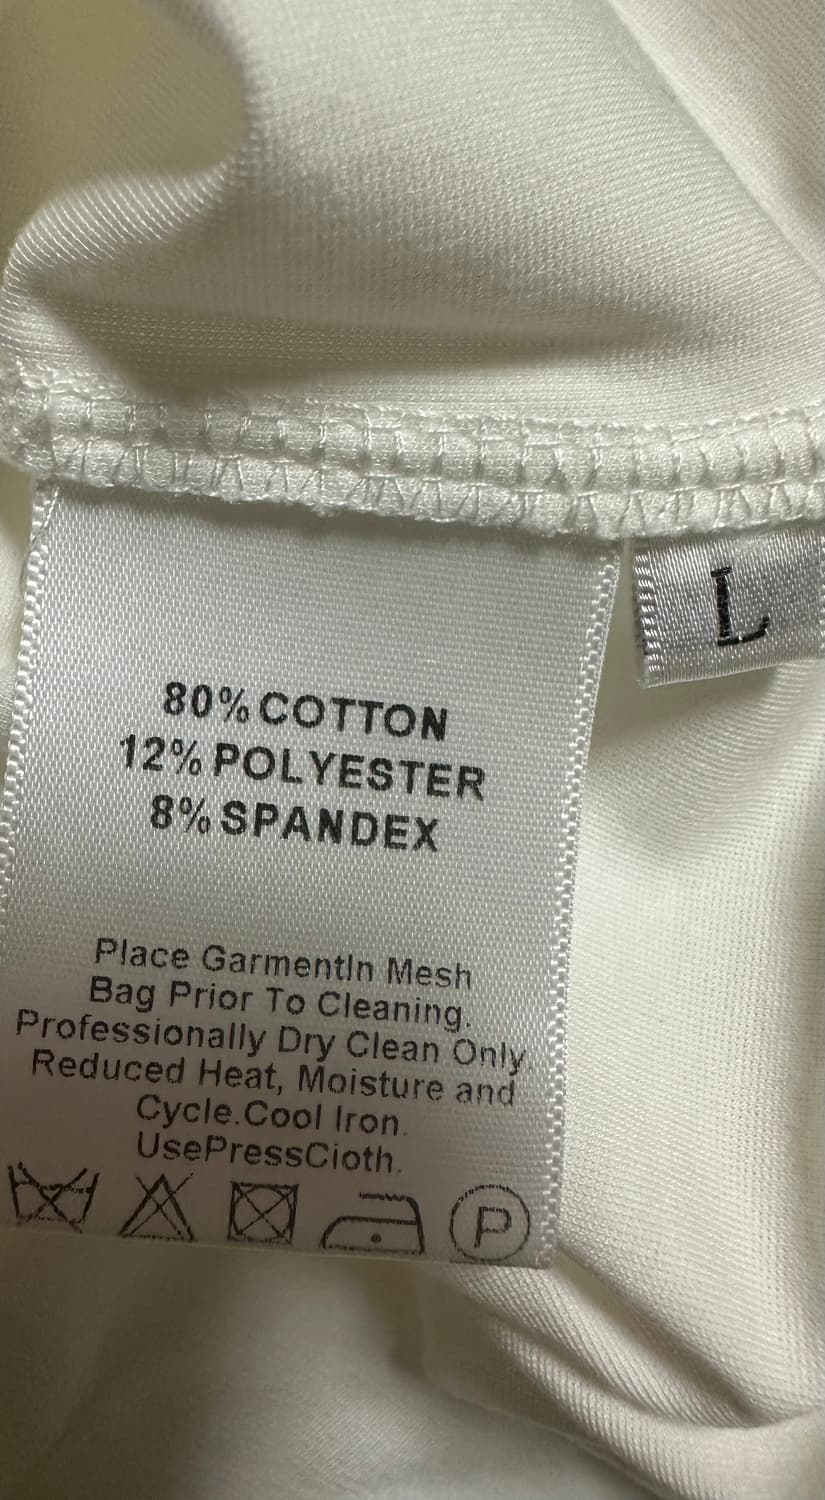 L
80% COTTON
12% POLYESTER
8% SPANDEX
Place GarmentIn Mesh
Bag Prior To Cleaning.
Professionally Dry Clean Only.
Reduced Heat, Moisture and
Cycle.Cool Iron.
UsePressCioth.
P